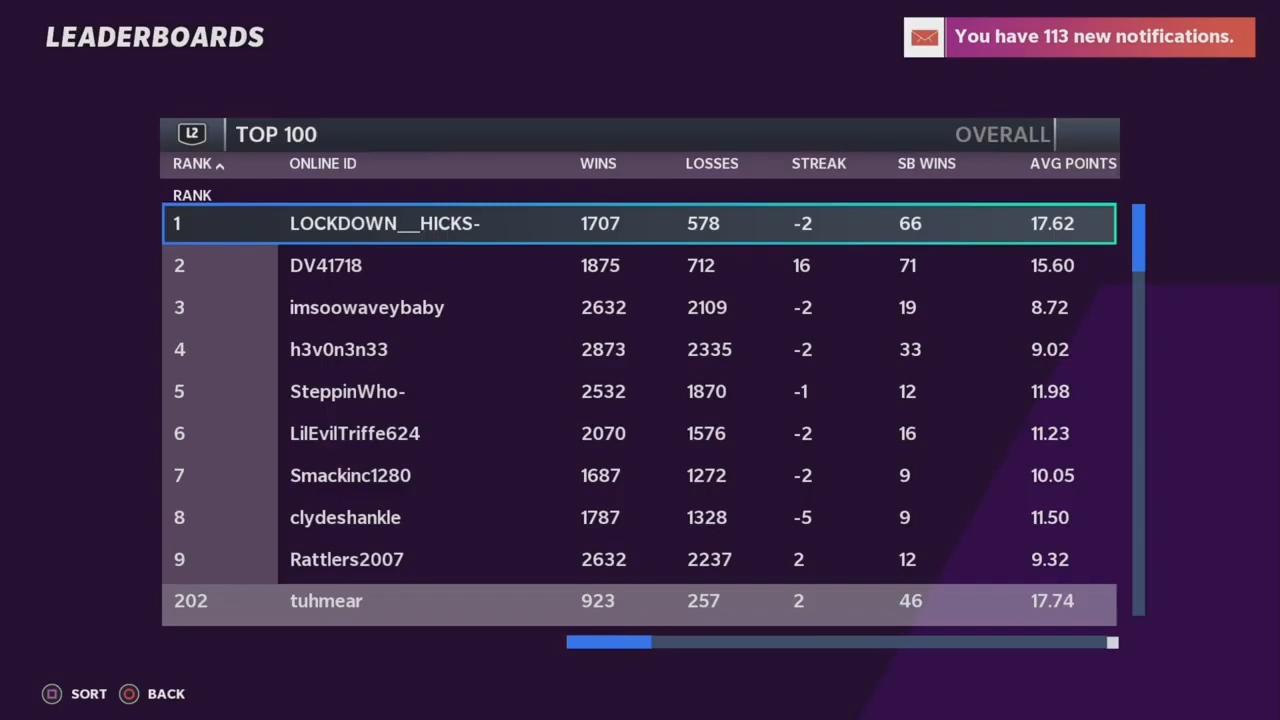 LEADERBOARDS
You have 113 new notifications.
L2 TOP 100 OVERALL
RANK ONLINE ID WINS LOSSES STREAK SB WINS AVG POINTS
RANK
1 LOCKDOWN__HICKS- 1707 578 -2 66 17.62
2 DV41718 1875 712 16 71 15.60
3 imsoowaveybaby 2632 2109 -2 19 8.72
4 h3v0n3n33 2873 2335 -2 33 9.02
5 SteppinWho- 2532 1870 -1 12 11.98
6 LilEvilTriffe624 2070 1576 -2 16 11.23
7 Smackinc1280 1687 1272 -2 9 10.05
8 clydeshankle 1787 1328 -5 9 11.50
9 Rattlers2007 2632 2237 2 12 9.32
202 tuhmear 923 257 2 46 17.74
SORT BACK